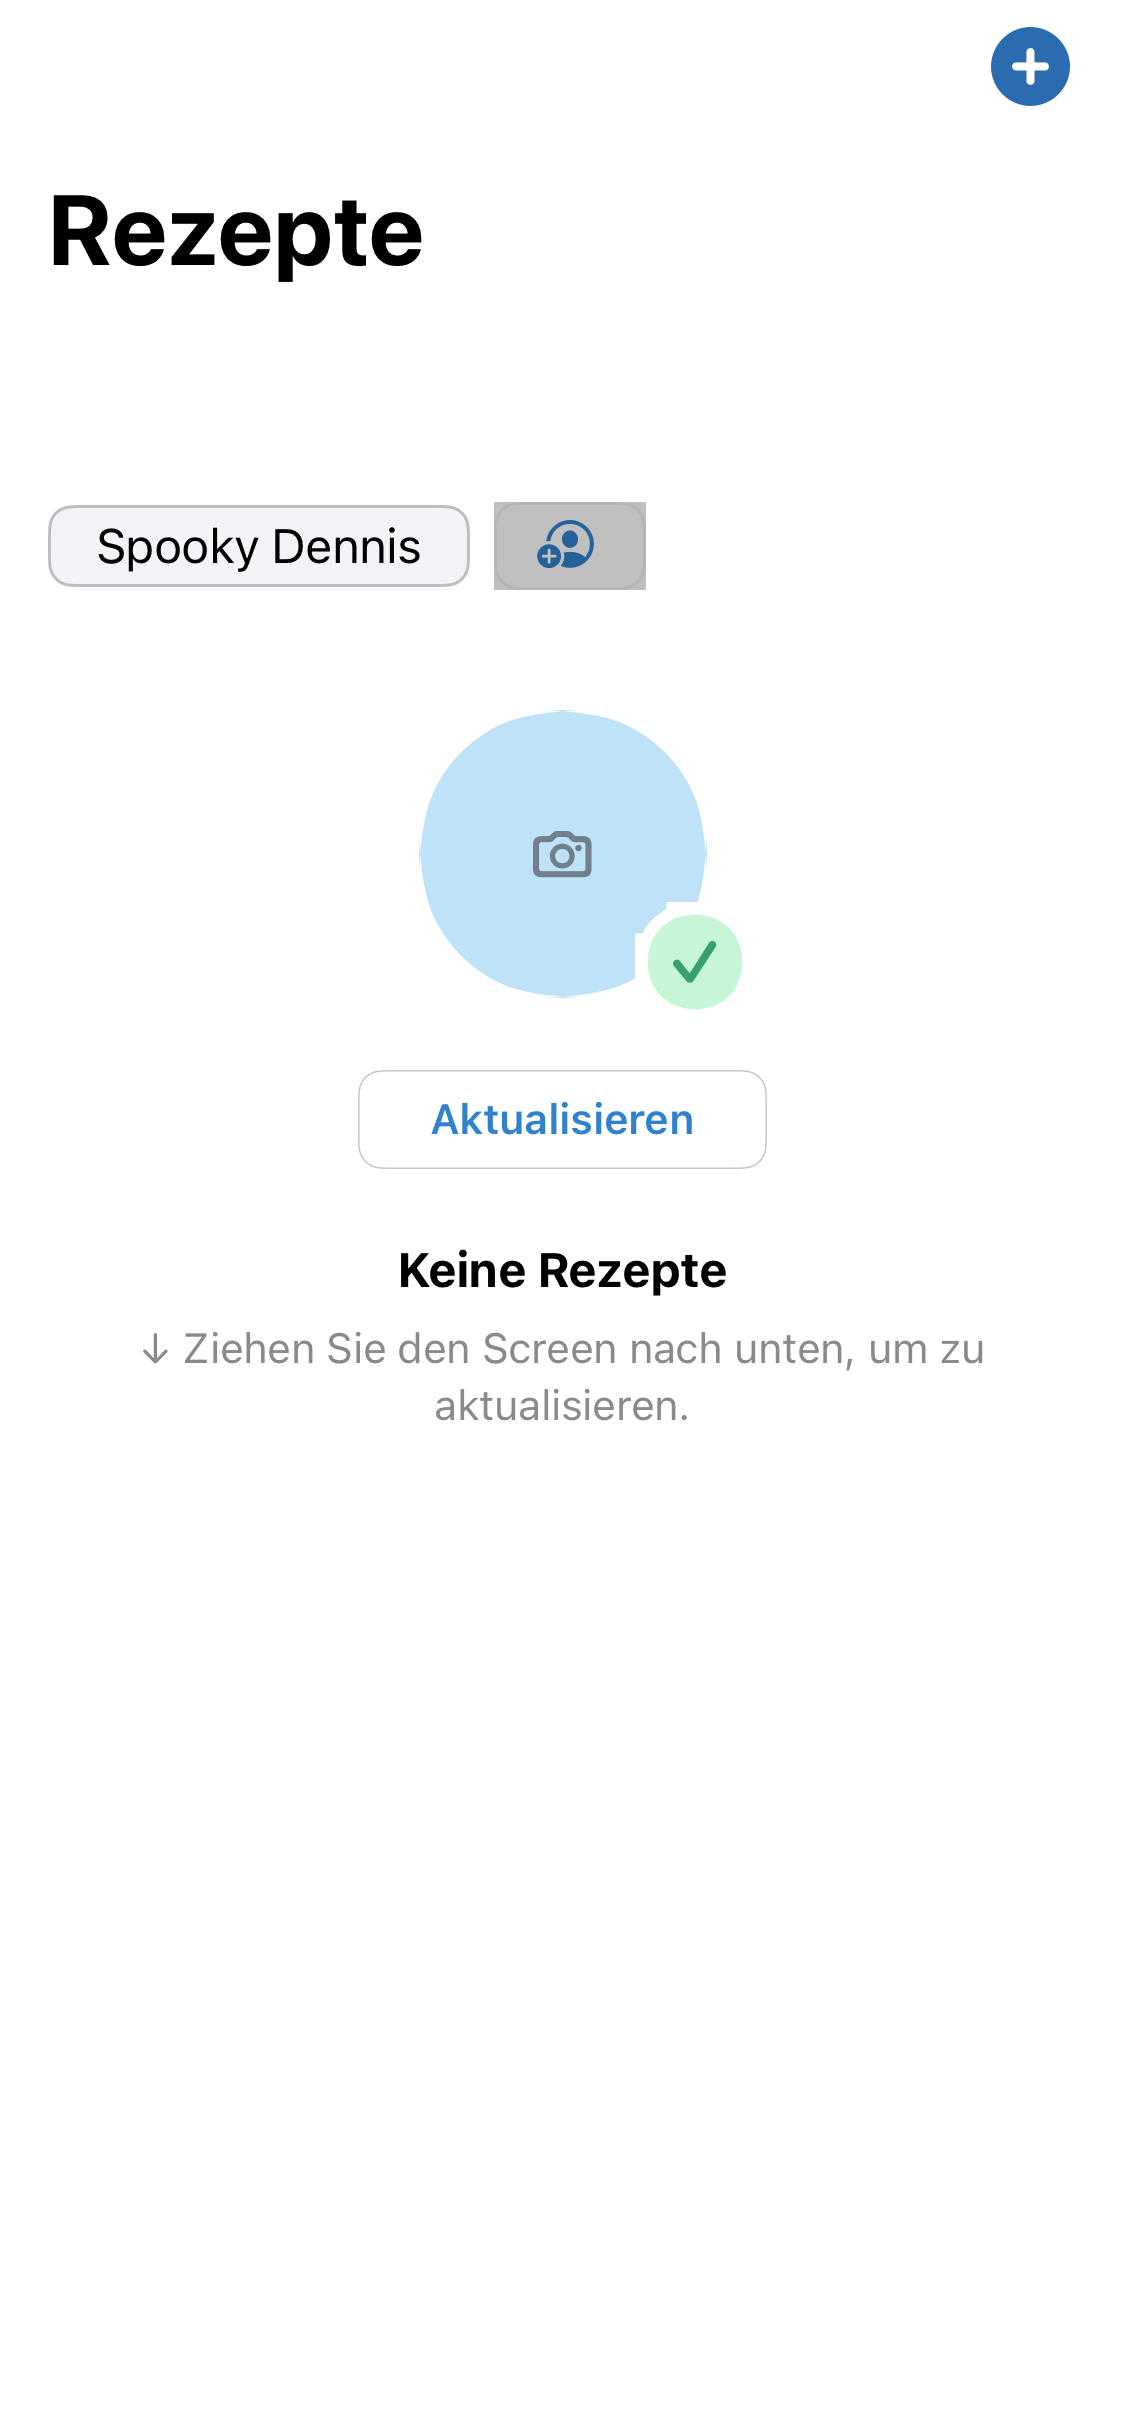 Rezepte
Spooky Dennis
Aktualisieren
Keine Rezepte
↓ Ziehen Sie den Screen nach unten, um zu
aktualisieren.